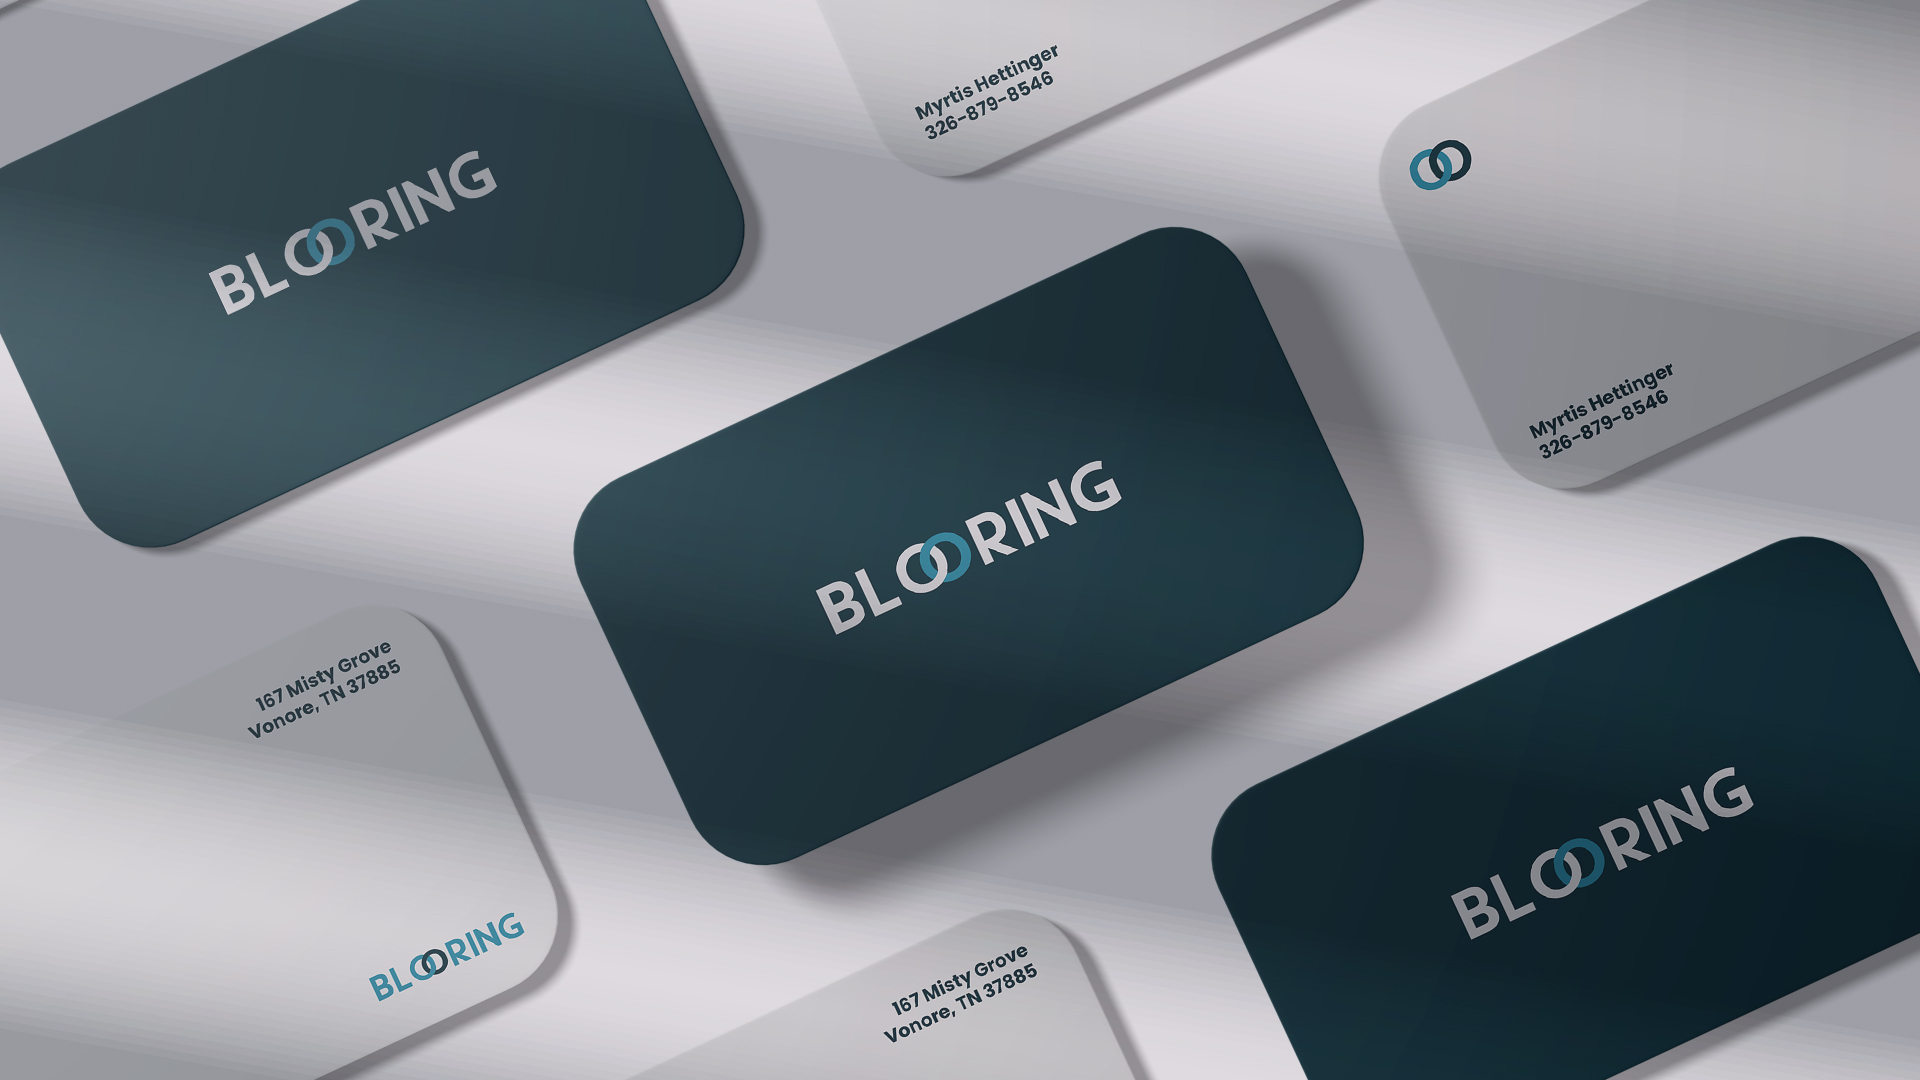 Myrtis Hettinger
326-879-8546
BLOORING
Myrtis Hettinger
326-879-8546
BLOORING
167 Misty Grove
Vonore, TN 37885
BLOORING
BLOORING
167 Misty Grove
Vonore, TN 37885